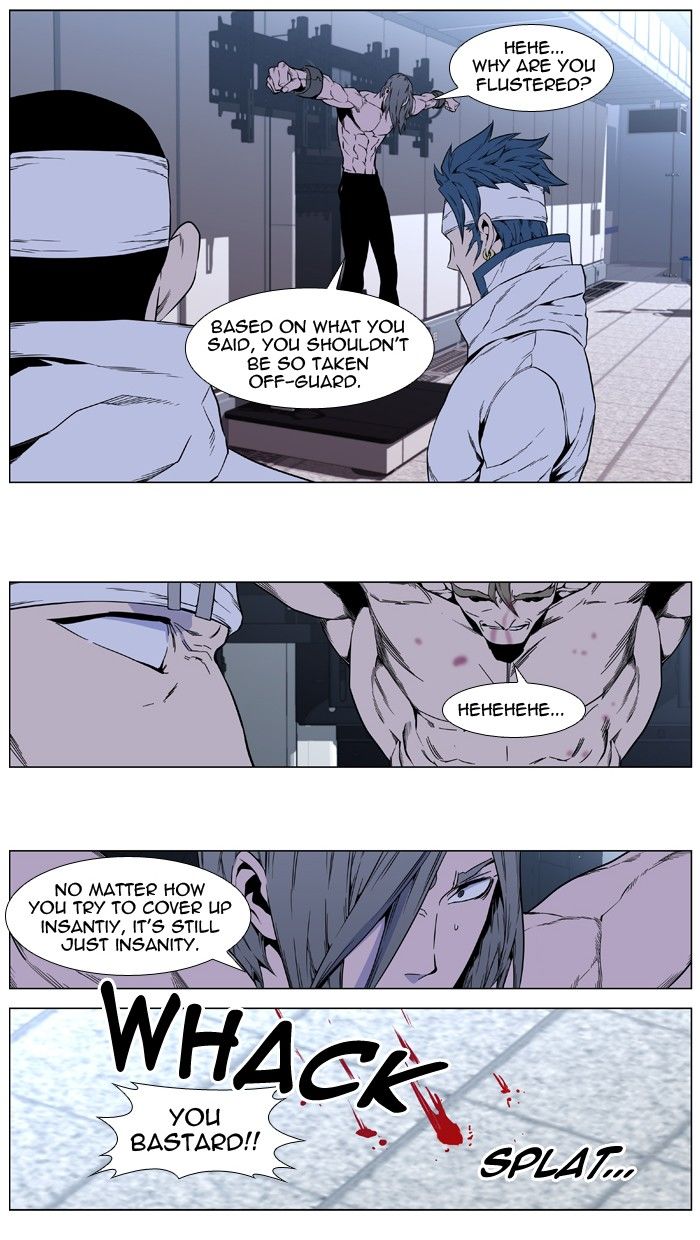 HEHE...
WHY ARE YOU
FLUSTERED?
BASED ON WHAT YOU
SAID, YOU SHOULDN'T
BE SO TAKEN
OFF-GUARD.
HEHEHEHE...
NO MATTER HOW
YOU TRY TO COVER UP
INSANTIY, IT'S STILL
JUST INSANITY.
WHACK
YOU
BASTARD!!
SPLAT...